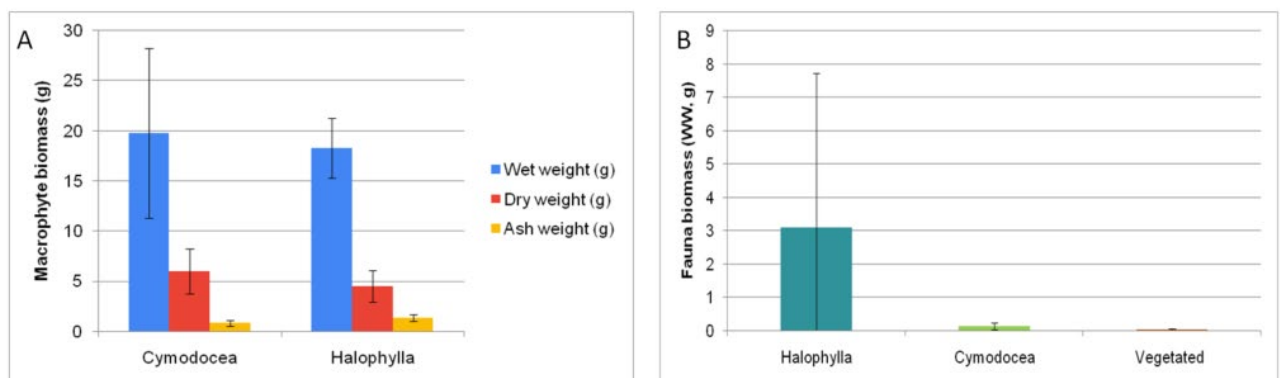 A
Macrophyte biomass (g)
30
25
20
15
10
5
0
Cymodocea Halophylla
Wet weight (g)
Dry weight (g)
Ash weight (g)
B
Fauna biomass (WW, g)
9
8
7
6
5
4
3
2
1
0
Halophylla Cymodocea Vegetated